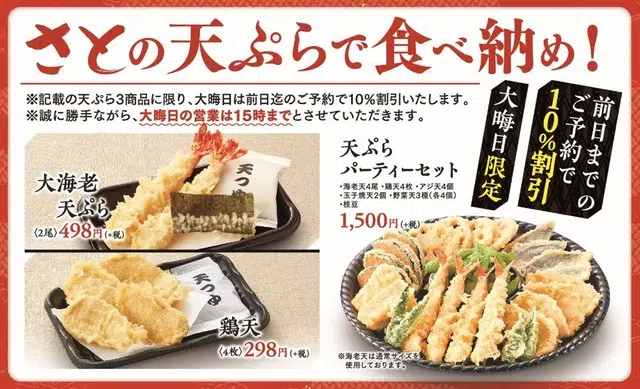 さとの天ぷらで食べ納め！
※記載の天ぷら3商品に限り、大晦日は前日迄のご予約で10%割引いたします。
※誠に勝手ながら、大晦日の営業は15時までとさせていただきます。
前日までの
ご予約で
10%割引
大晦日限定
大海老
天ぷら
〈2尾〉498円(+税)
天つゆ
鶏天
〈4枚〉298円(+税)
天つゆ
天ぷら
パーティーセット
・海老天4尾・鶏天4枚・アジ天4個
・玉子焼天2個・野菜天3種(各4個)
・枝豆
1,500円(+税)
※海老天は通常サイズを
使用しております。